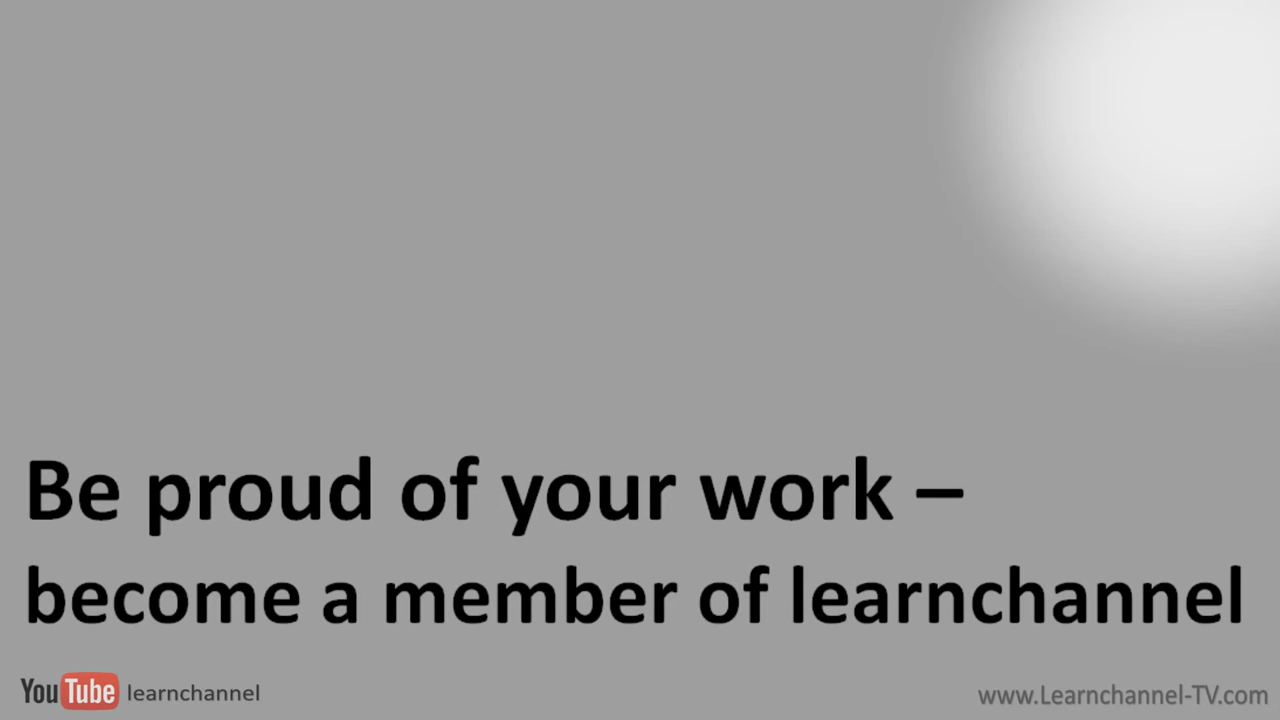 Be proud of your work –
become a member of learnchannel
YouTube learnchannel
www.Learnchannel-TV.com